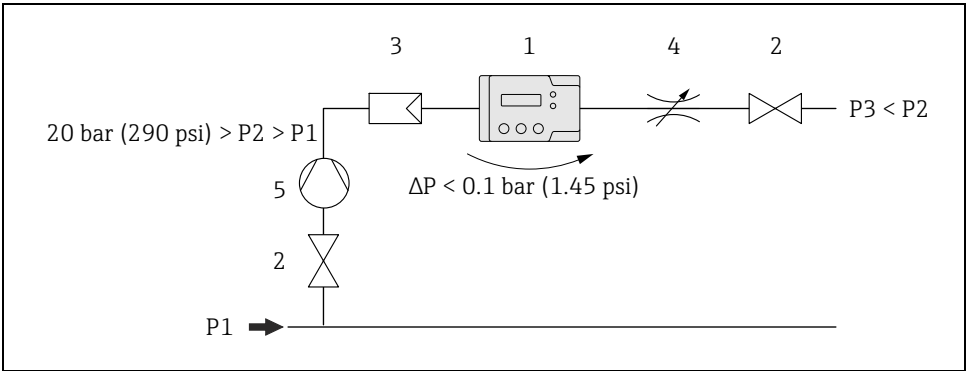 3 1 4 2
P3 < P2
20 bar (290 psi) > P2 > P1
5
ΔP < 0.1 bar (1.45 psi)
2
P1